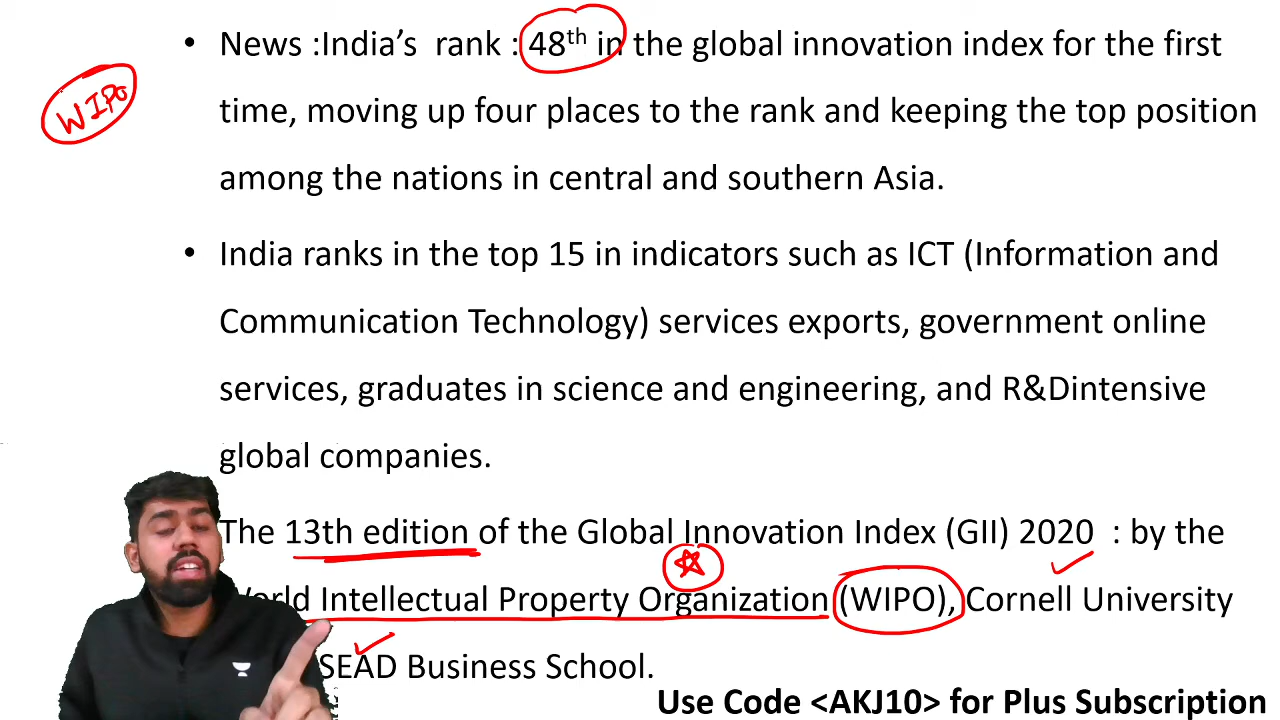 • News :India's rank : 48th in the global innovation index for the first
WIPO
time, moving up four places to the rank and keeping the top position
among the nations in central and southern Asia.
• India ranks in the top 15 in indicators such as ICT (Information and
Communication Technology) services exports, government online
services, graduates in science and engineering, and R&Dintensive
global companies.
The 13th edition of the Global Innovation Index (GII) 2020 : by the
Intellectual Property Organization (WIPO), Cornell University
Business School.
Use Code <AKJ10> for Plus Subscription